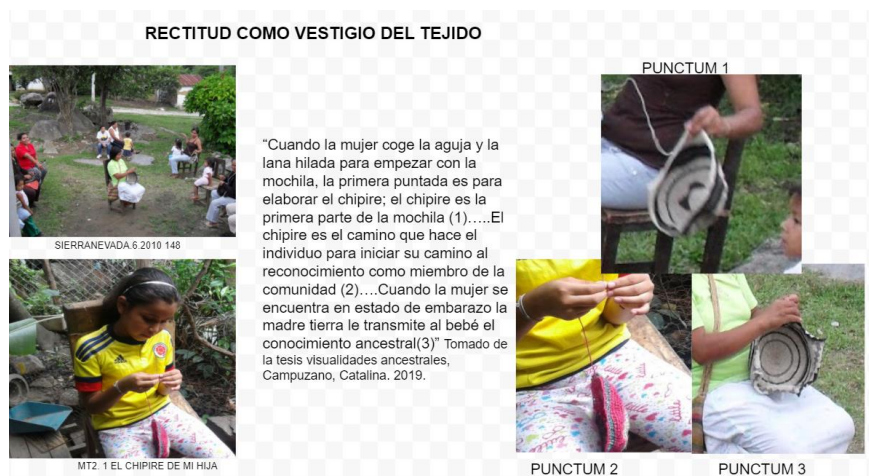 RECTITUD COMO VESTIGIO DEL TEJIDO
SIERRANEVADA.6.2010 148
MT2. 1 EL CHIPIRE DE MI HIJA
“Cuando la mujer coge la aguja y la
lana hilada para empezar con la
mochila, la primera puntada es para
elaborar el chipire; el chipire es la
primera parte de la mochila (1)…..El
chipire es el camino que hace el
individuo para iniciar su camino al
reconocimiento como miembro de la
comunidad (2)….Cuando la mujer se
encuentra en estado de embarazo la
madre tierra le transmite al bebé el
conocimiento ancestral(3)” Tomado de
la tesis visualidades ancestrales,
Campuzano, Catalina. 2019.
PUNCTUM 1
PUNCTUM 2
PUNCTUM 3